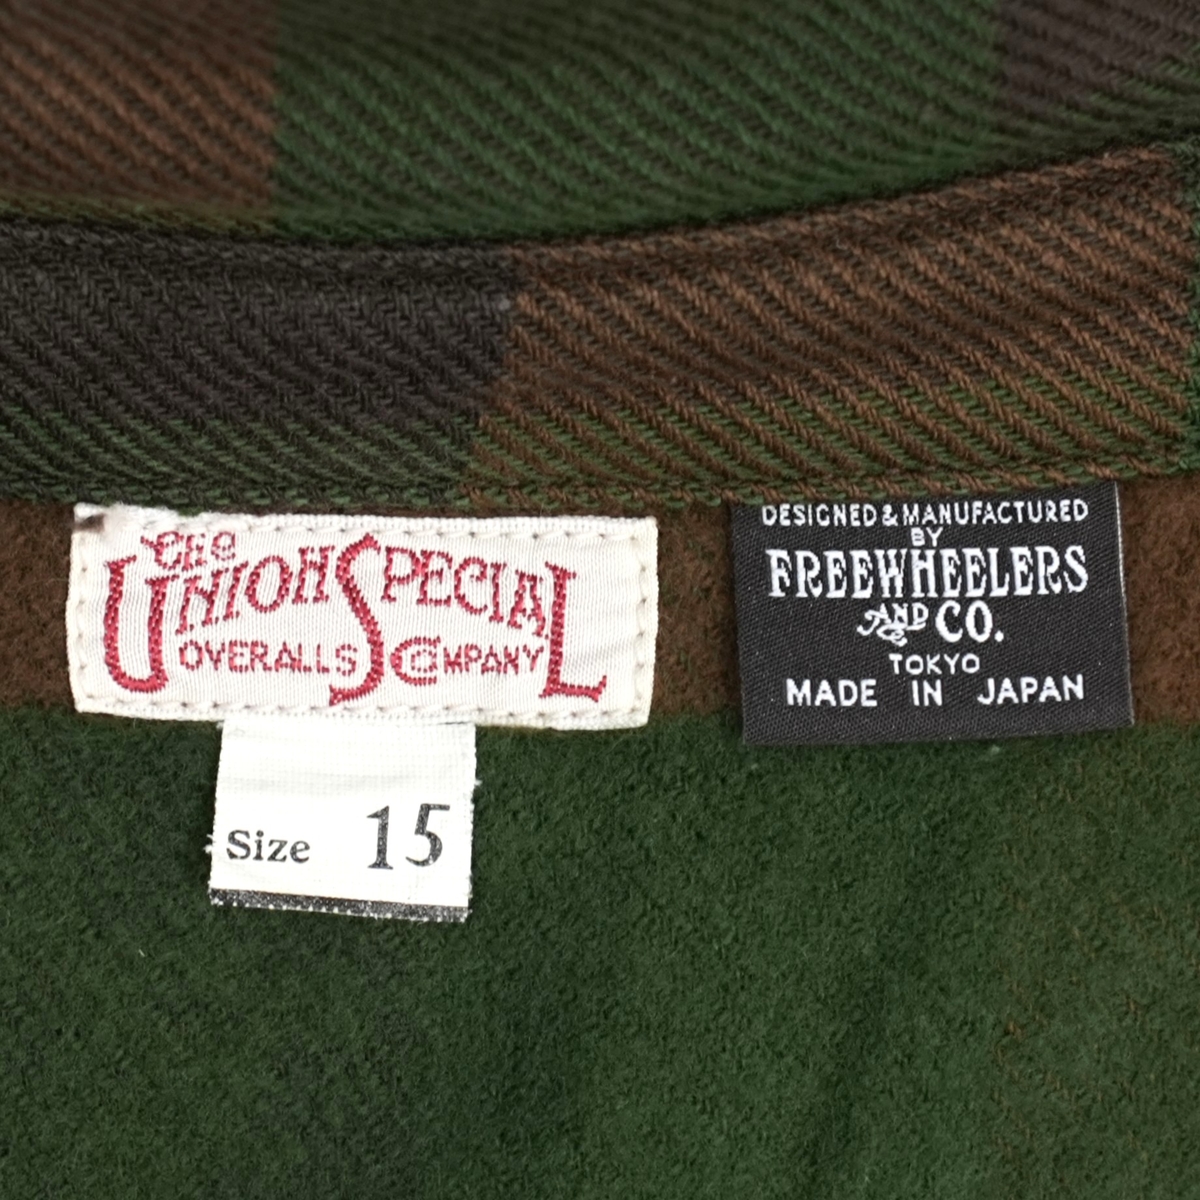 The
UNION SPECIAL
OVERALLS COMPANY
Size 15
DESIGNED & MANUFACTURED
BY
FREEWHEELERS
AND CO.
TOKYO
MADE IN JAPAN